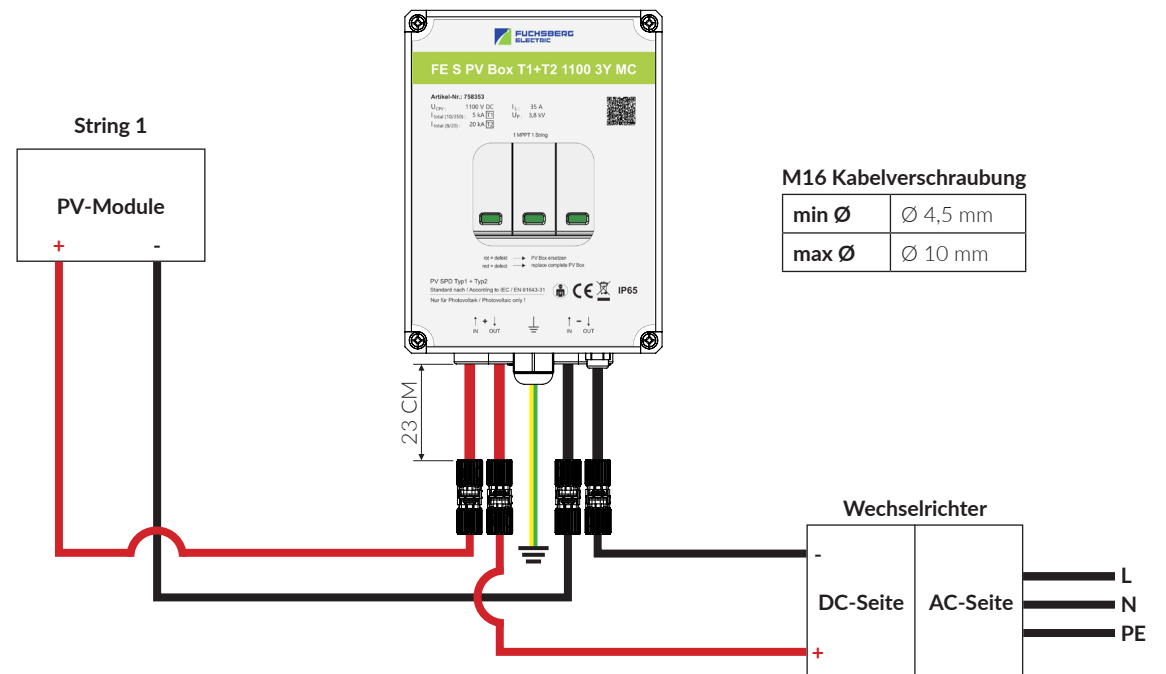 FUCHSBERG
ELECTRIC
FE S PV Box T1+T2 1100 3Y MC
Artikel-Nr.: 758353
UCPV: 1100 V DC IL: 35 A
Itotal (10/350): 5 kA T1 UP: 3,8 kV
Itotal (8/20): 20 kA T2
1 MPPT 1 String
rot = defekt → PV Box ersetzen
red = defect → replace complete PV Box
PV SPD Typ1 + Typ2
Standard nach / According to IEC / EN 61643-31
Nur für Photovoltaik / Photovoltaic only !
CE IP65
↑ + ↓ ↑ − ↓
IN OUT IN OUT
String 1
PV-Module
+ -
M16 Kabelverschraubung
min Ø Ø 4,5 mm
max Ø Ø 10 mm
23 CM
Wechselrichter
-
DC-Seite AC-Seite
+
L
N
PE